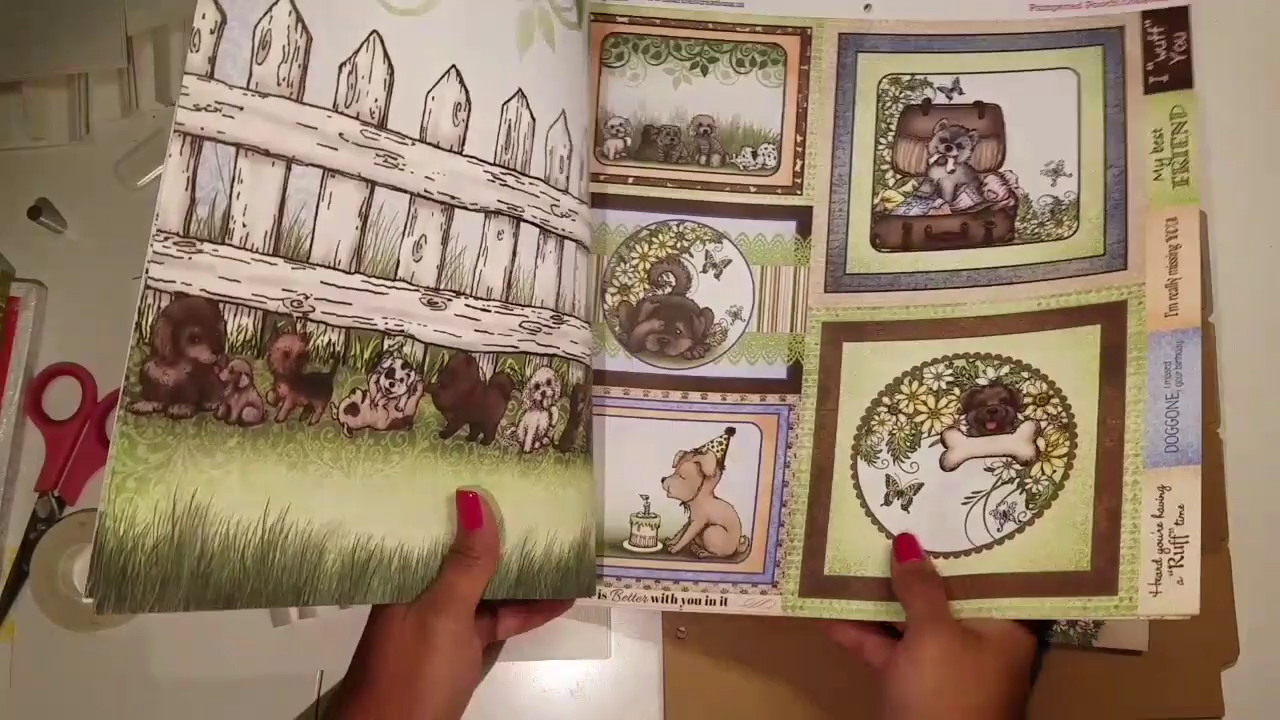 I "wuff"
You
My best
FRIEND
I'm really missing YOU
DOGGONE,
I missed
your birthday
Heard you're having
a "Ruff" time
is Better with you in it